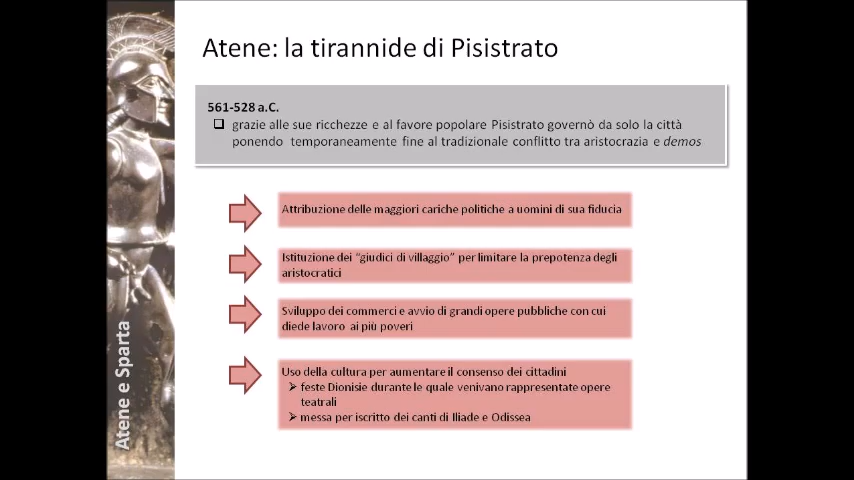 Atene: la tirannide di Pisistrato
561-528 a.C.
grazie alle sue ricchezze e al favore popolare Pisistrato governò da solo la città
ponendo temporaneamente fine al tradizionale conflitto tra aristocrazia e demos
Attribuzione delle maggiori cariche politiche a uomini di sua fiducia
Istituzione dei "giudici di villaggio" per limitare la prepotenza degli
aristocratici
Sviluppo dei commerci e avvio di grandi opere pubbliche con cui
diede lavoro ai più poveri
Uso della cultura per aumentare il consenso dei cittadini
feste Dionisie durante le quale venivano rappresentate opere
teatrali
messa per iscritto dei canti di Iliade e Odissea
Atene e Sparta